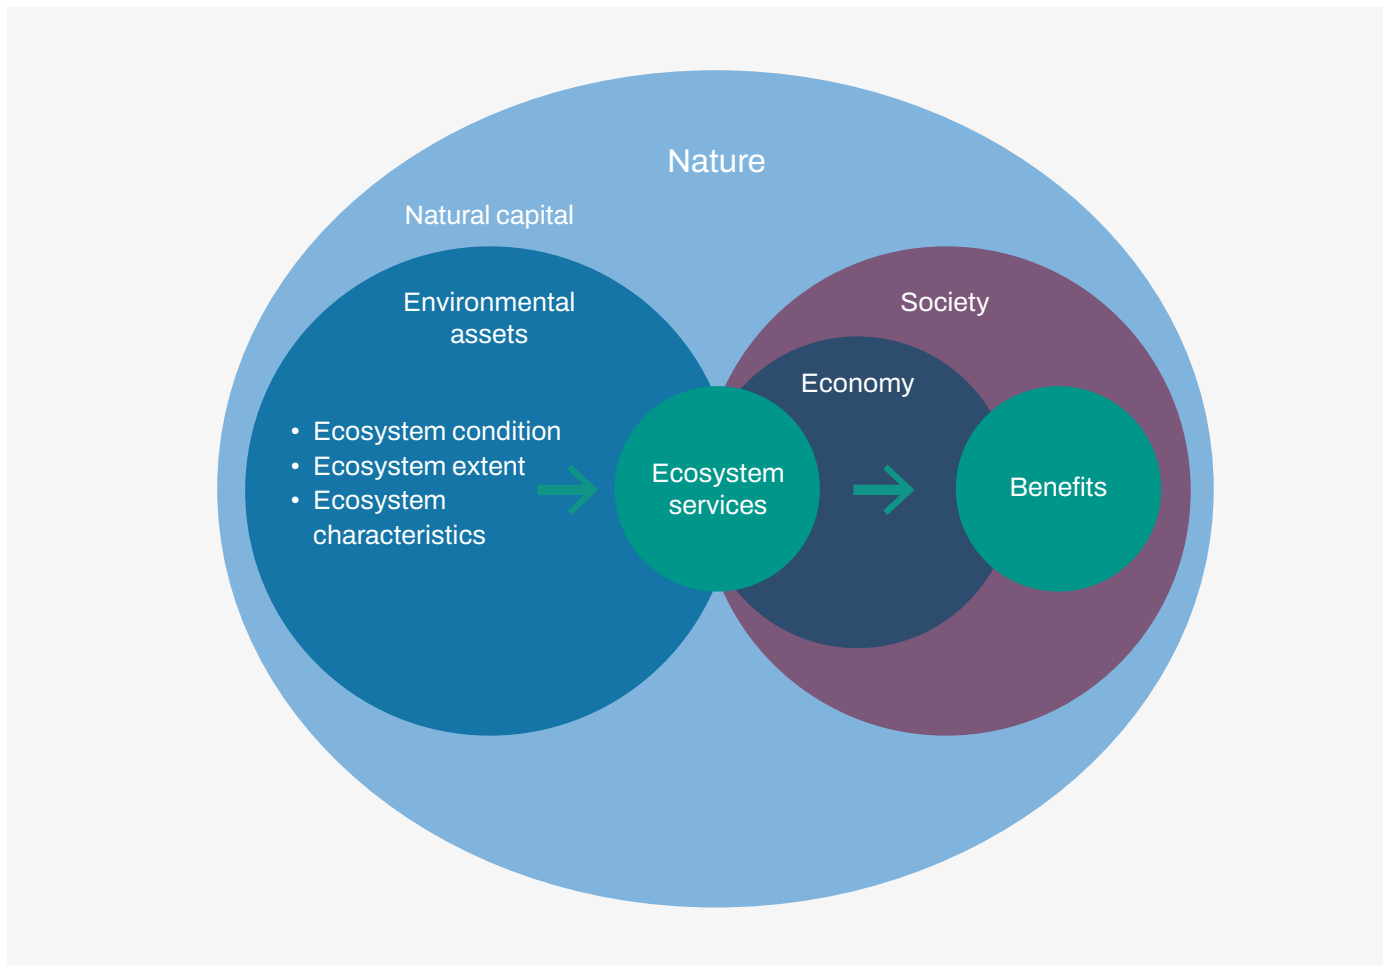 Nature
Natural capital
Environmental
assets
• Ecosystem condition
• Ecosystem extent
• Ecosystem
characteristics
Ecosystem
services
Society
Economy
Benefits